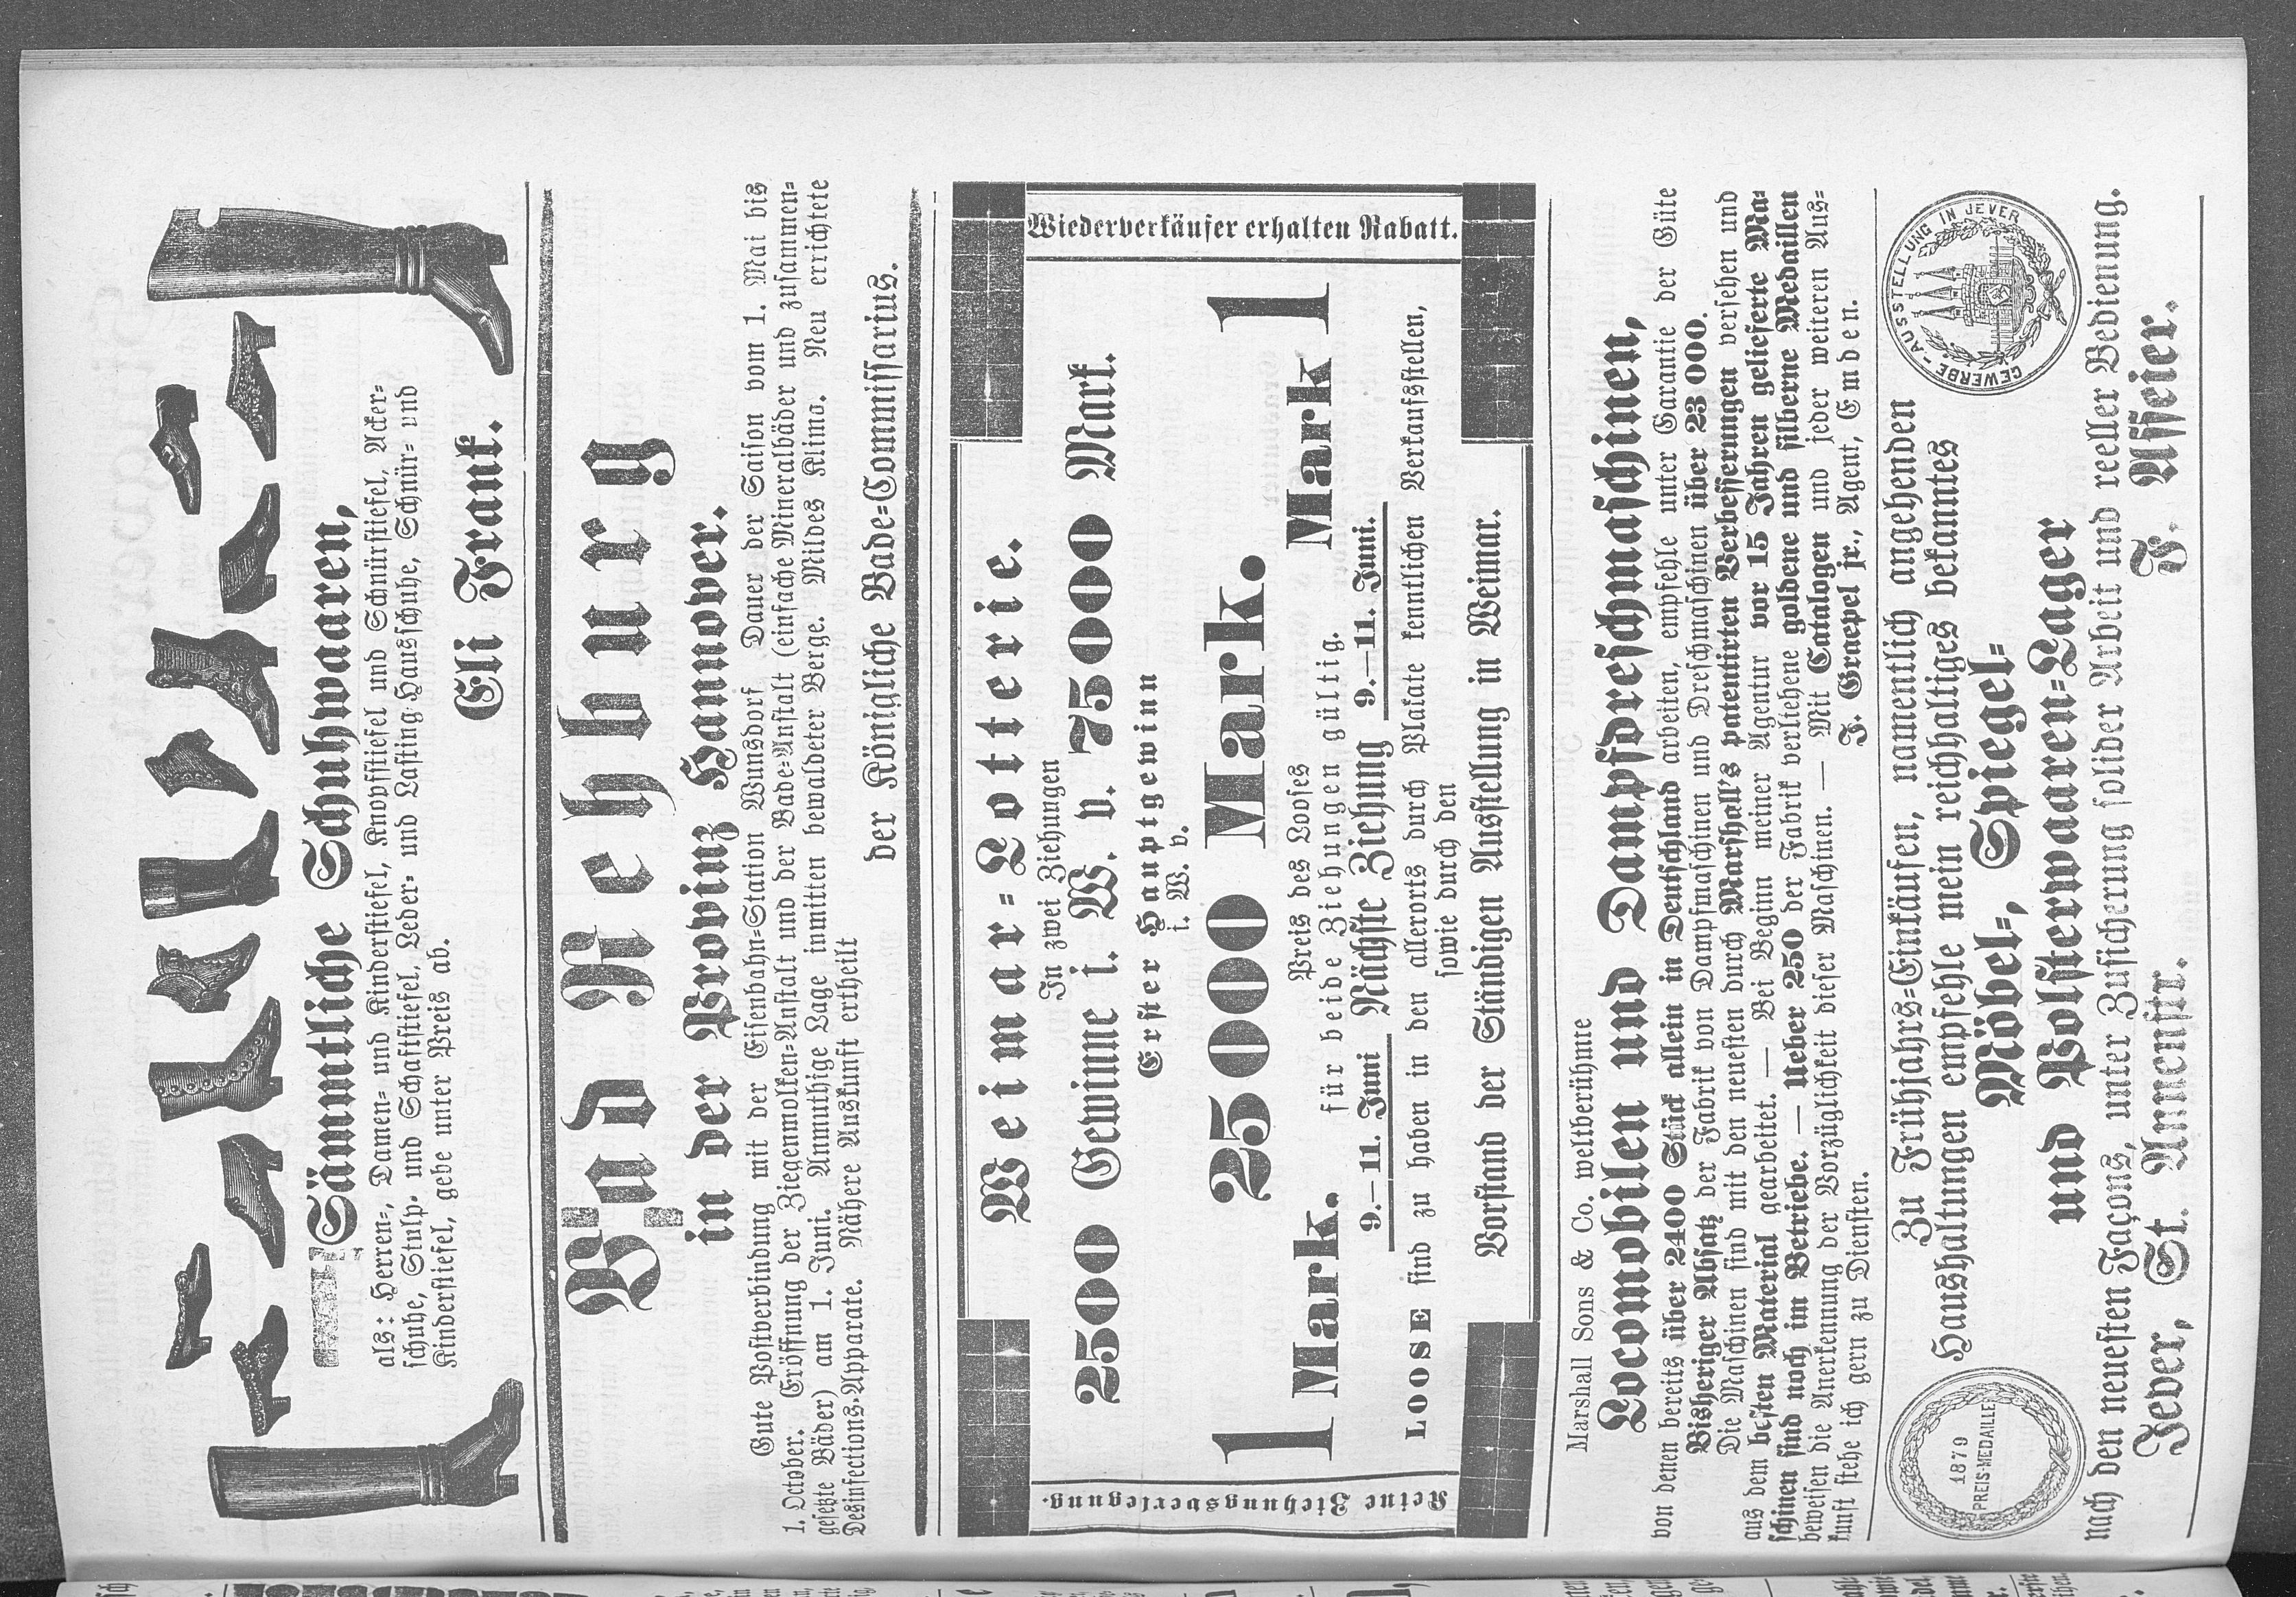 Sämmtliche Schuhwaaren,
als: Herren-, Damen- und Kinderstiefel, Knopfstiefel und Schnürstiefel, Acker-
schuhe, Stulp- und Schaftstiefel, Leder- und Lasting-Hausschuhe, Schnür- und
Kinderstiefel, gebe unter Preis ab.
Eli Frank.
Bad Rehburg
in der Provinz Hannover.
Gute Postverbindung mit der Eisenbahn-Station Wunsdorf. Dauer der Saison vom 1. Mai bis
1. October. Eröffnung der Ziegenmolken-Anstalt und der Bade-Anstalt (einfache Mineralbäder und zusammen-
gesetzte Bäder) am 1. Juni. Anmuthige Lage inmitten bewaldeter Berge. Mildes Klima. Neu errichtete
Desinfections-Apparate. Nähere Auskunft ertheilt
der Königliche Bade-Commissarius.
Keine Ziehungsverlegung.
Weimar-Lotterie.
In zwei Ziehungen
2500 Gewinne i. W. v. 75000 Mark.
Erster Hauptgewinn
i. W. v.
25000 Mark.
Preis des Looses
1 Mark. für beide Ziehungen gültig. Mark 1
9.–11. Juni Nächste Ziehung 9.–11. Juni.
LOOSE sind zu haben in den allerorts durch Plakate kenntlichen Verkaufsstellen,
sowie durch den
Vorstand der Ständigen Ausstellung in Weimar.
Wiederverkäufer erhalten Rabatt.
Marshall Sons & Co. weltberühmte
Locomobilen und Dampfdreschmaschinen,
von denen bereits über 2400 Stück allein in Deutschland arbeiten, empfehle unter Garantie der Güte
Bisheriger Absatz der Fabrik von Dampfmaschinen und Dreschmaschinen über 23 000.
Die Maschinen sind mit den neuesten durch Marshall's patentirten Verbesserungen versehen und
aus dem besten Material gearbeitet. — Bei Beginn meiner Agentur vor 15 Jahren gelieferte Ma-
schinen sind noch im Betriebe. — Ueber 250 der Fabrik verliehene goldene und silberne Medaillen
beweisen die Anerkennung der Vorzüglichkeit dieser Maschinen. — Mit Catalogen und jeder weiteren Aus-
kunft stehe ich gern zu Diensten. J. Graepel jr., Agent, Emden.
1879
PREIS-MEDAILLEN
GEWERBE-AUSSTELLUNG IN JEVER
Zu Frühjahrs-Einkäufen, namentlich angehenden
Haushaltungen empfehle mein reichhaltiges bekanntes
Möbel-, Spiegel-
und Polsterwaaren-Lager
nach den neuesten Façons, unter Zusicherung solider Arbeit und reeller Bedienung.
Jever, St. Annenstr. F. Asseier.